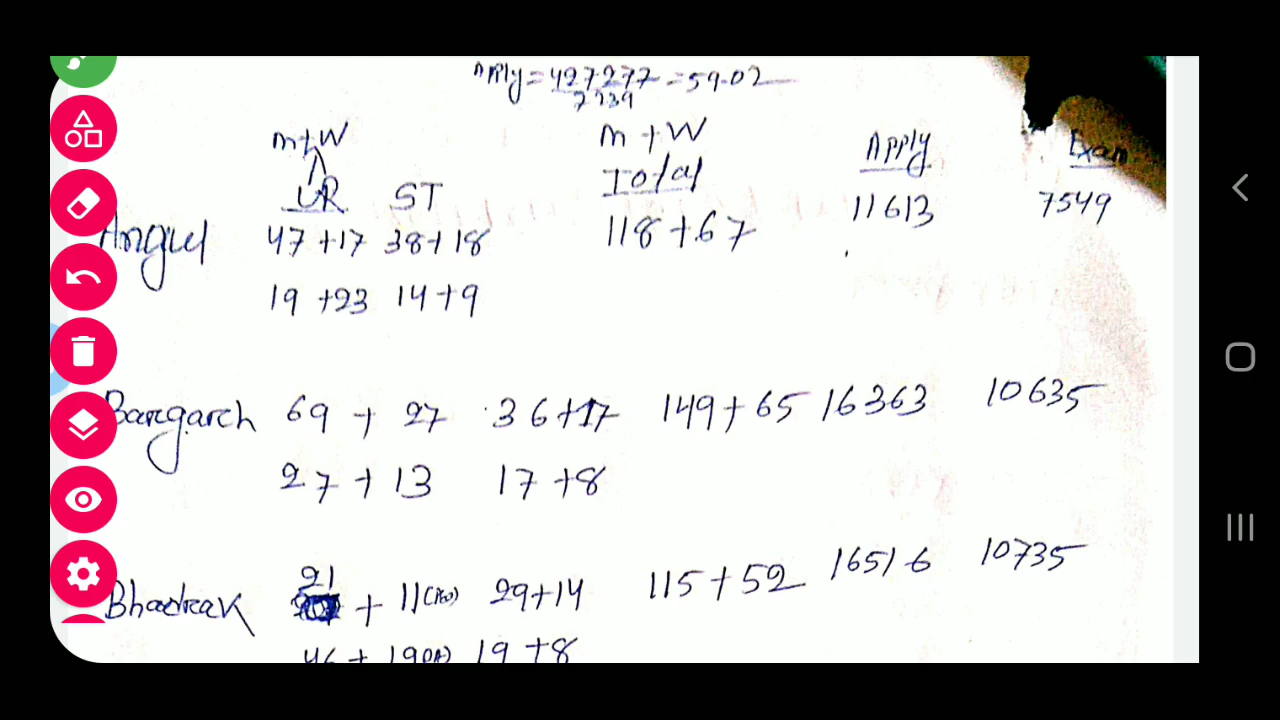 Apply = 427277 = 59.02
7239
m+W
UR ST
m + W
Total
Apply
Exam
Angul 47+17 38+18 118+67 11613 7549
19 +23 14+9
Bargarh 69 + 27 36+17 149+65 16363 10635
27 + 13 17 +8
Bhadrak 21 + 11 29+14 115+52 16516 10735
46 + 19 19 +8